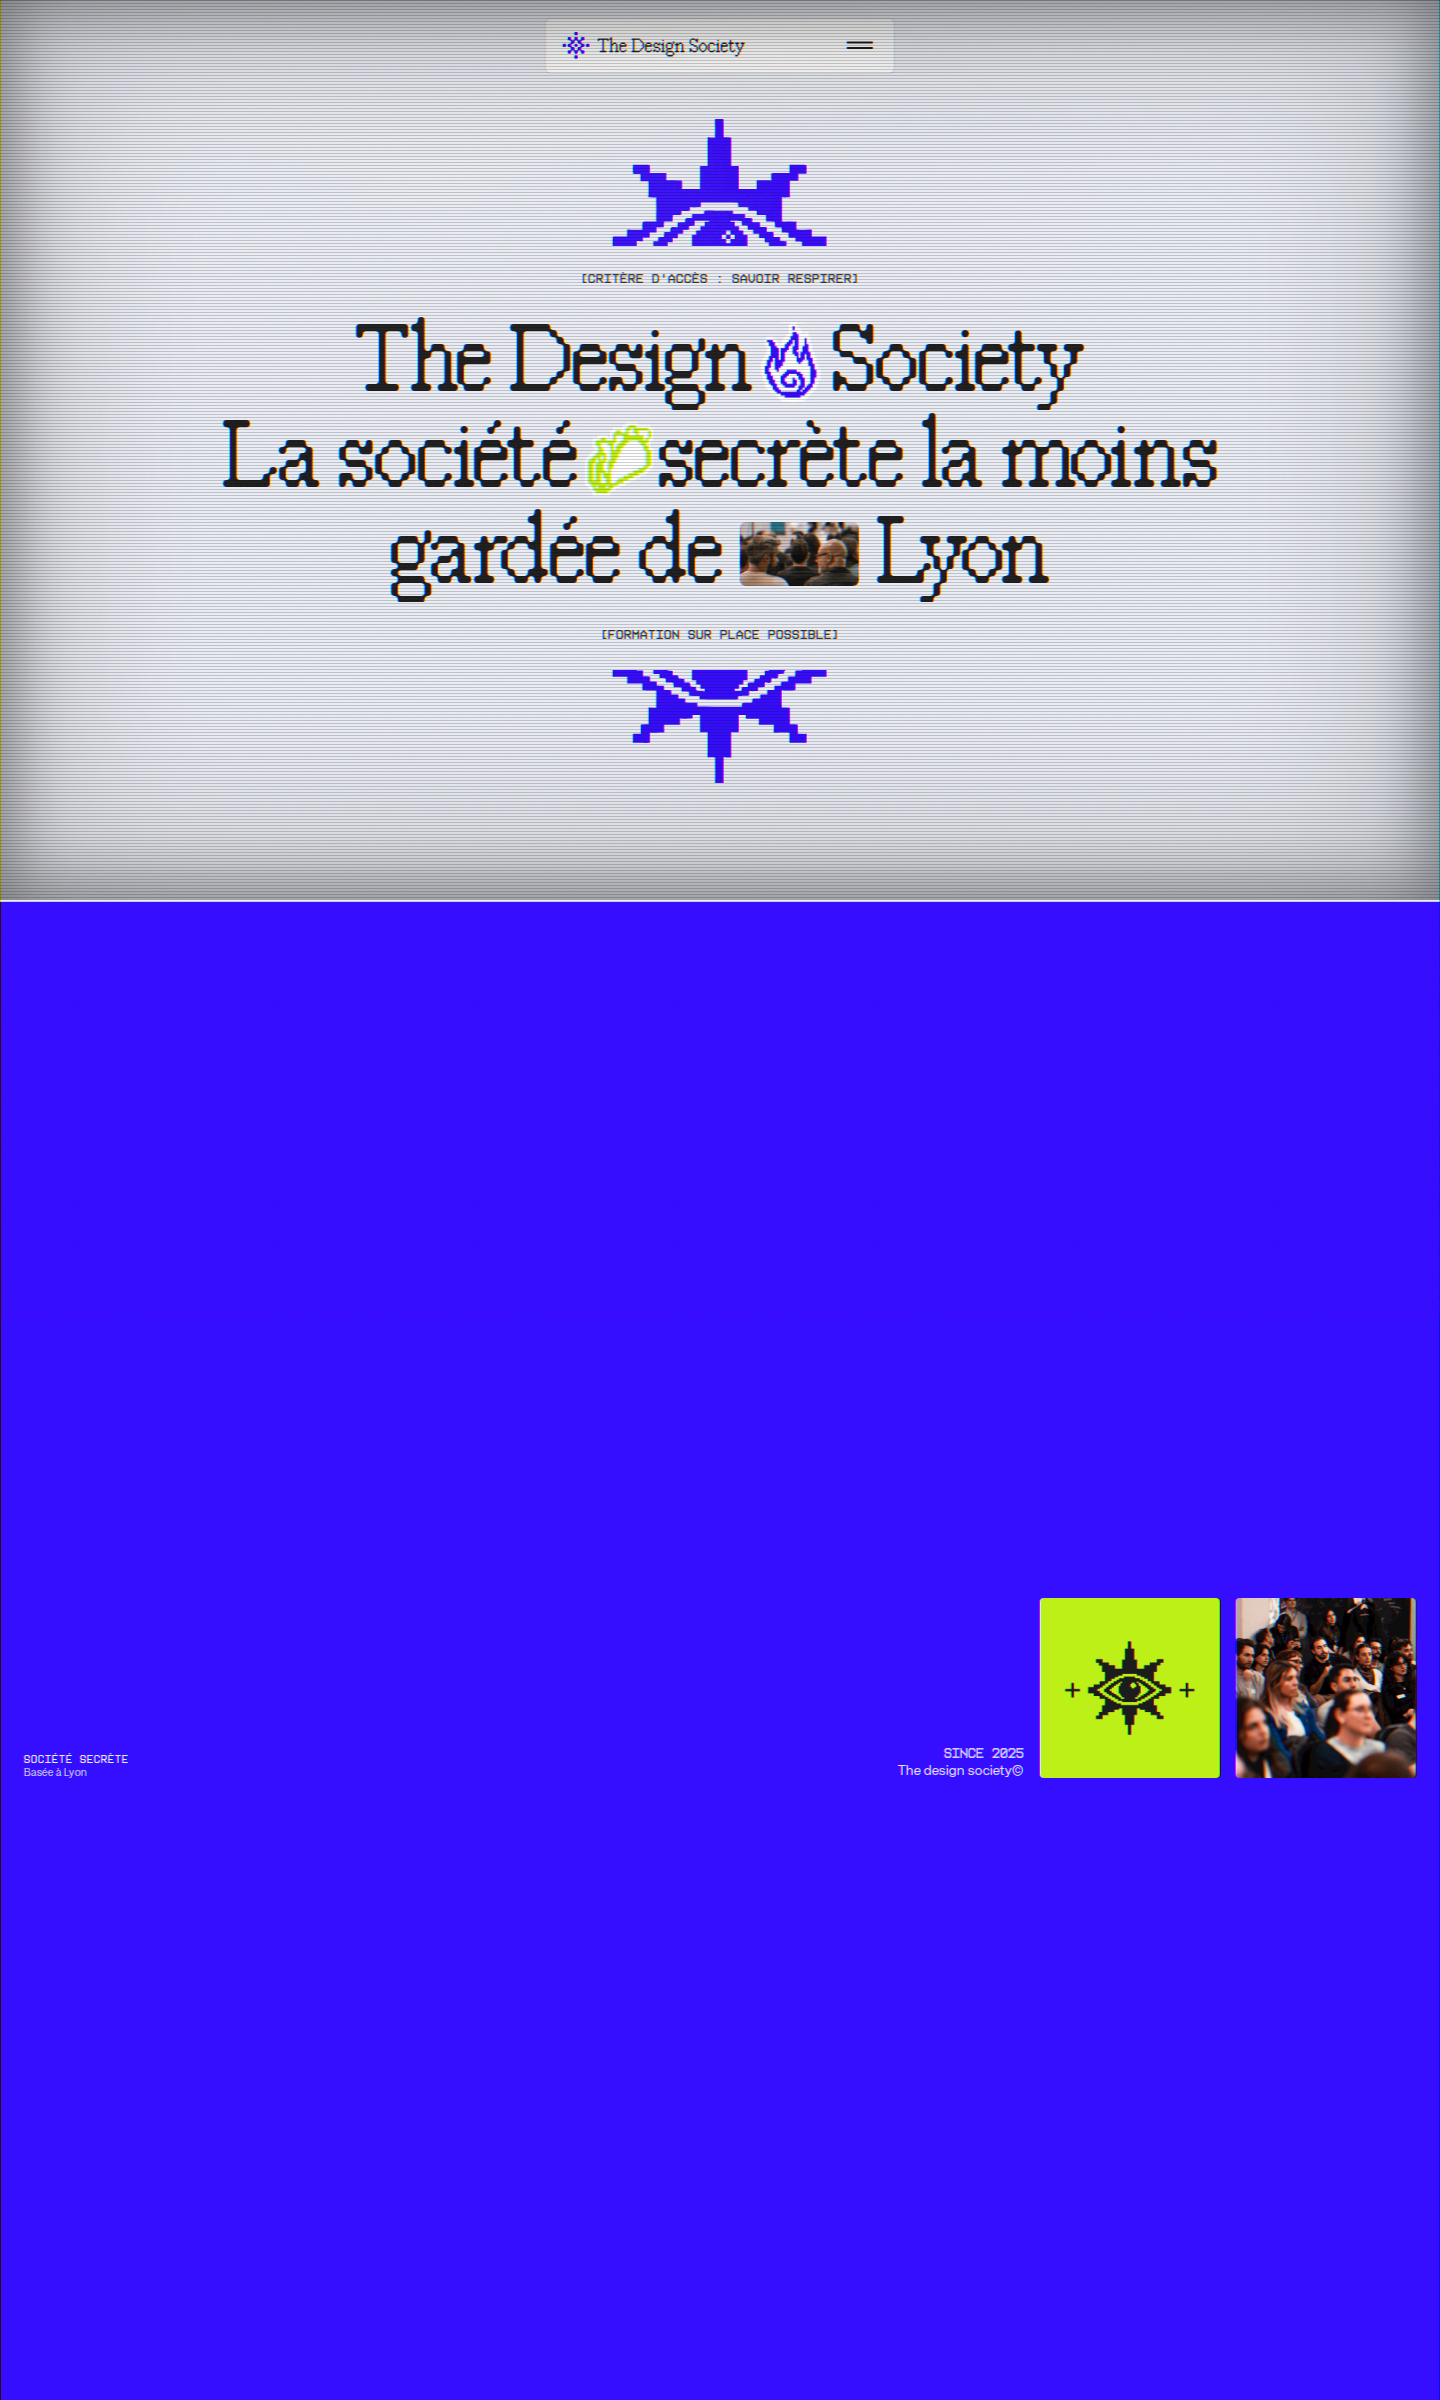 The Design Society
[CRITÈRE D'ACCÈS : SAVOIR RESPIRER]
The Design Society
La société secrète la moins
gardée de Lyon
[FORMATION SUR PLACE POSSIBLE]
SOCIÉTÉ SECRÈTE
Basée à Lyon
SINCE 2025
The design society©